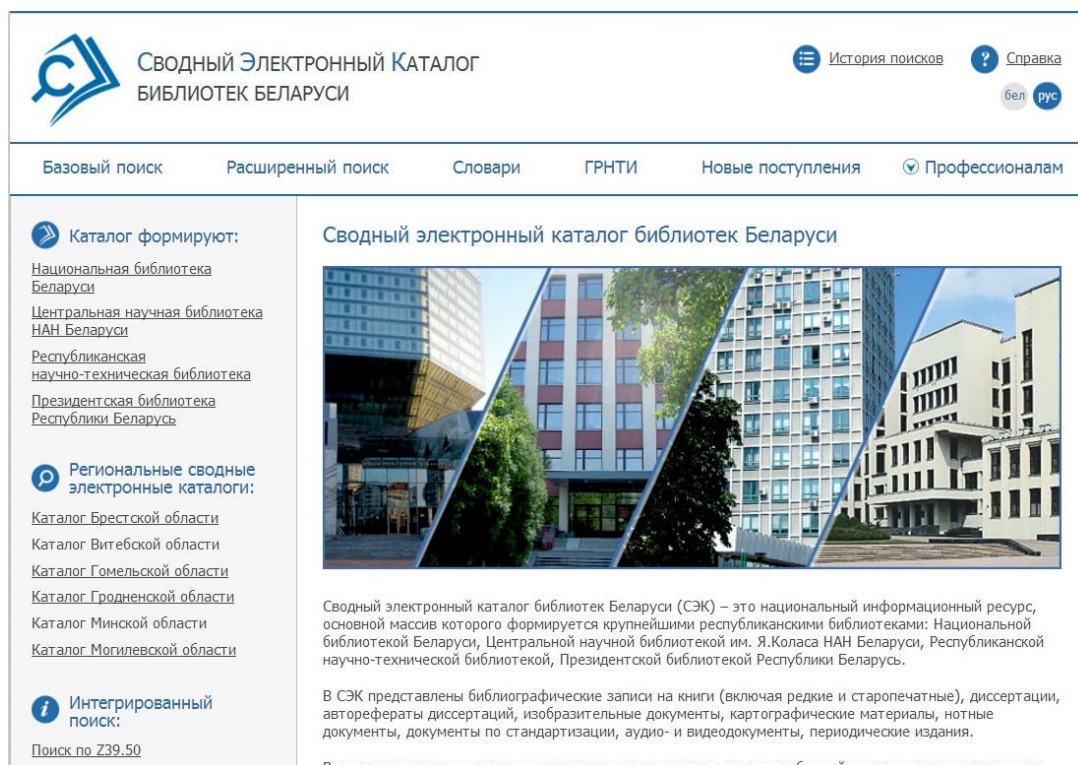 Сводный Электронный Каталог
библиотек Беларуси
История поисков
Справка
бел рус
Базовый поиск Расширенный поиск Словари ГРНТИ Новые поступления Профессионалам
Каталог формируют:
Национальная библиотека
Беларуси
Центральная научная библиотека
НАН Беларуси
Республиканская
научно-техническая библиотека
Президентская библиотека
Республики Беларусь
Региональные сводные
электронные каталоги:
Каталог Брестской области
Каталог Витебской области
Каталог Гомельской области
Каталог Гродненской области
Каталог Минской области
Каталог Могилевской области
Интегрированный
поиск:
Поиск по Z39.50
Сводный электронный каталог библиотек Беларуси
Сводный электронный каталог библиотек Беларуси (СЭК) – это национальный информационный ресурс,
основной массив которого формируется крупнейшими республиканскими библиотеками: Национальной
библиотекой Беларуси, Центральной научной библиотекой им. Я.Коласа НАН Беларуси, Республиканской
научно-технической библиотекой, Президентской библиотекой Республики Беларусь.
В СЭК представлены библиографические записи на книги (включая редкие и старопечатные), диссертации,
авторефераты диссертаций, изобразительные документы, картографические материалы, нотные
документы, документы по стандартизации, аудио- и видеодокументы, периодические издания.